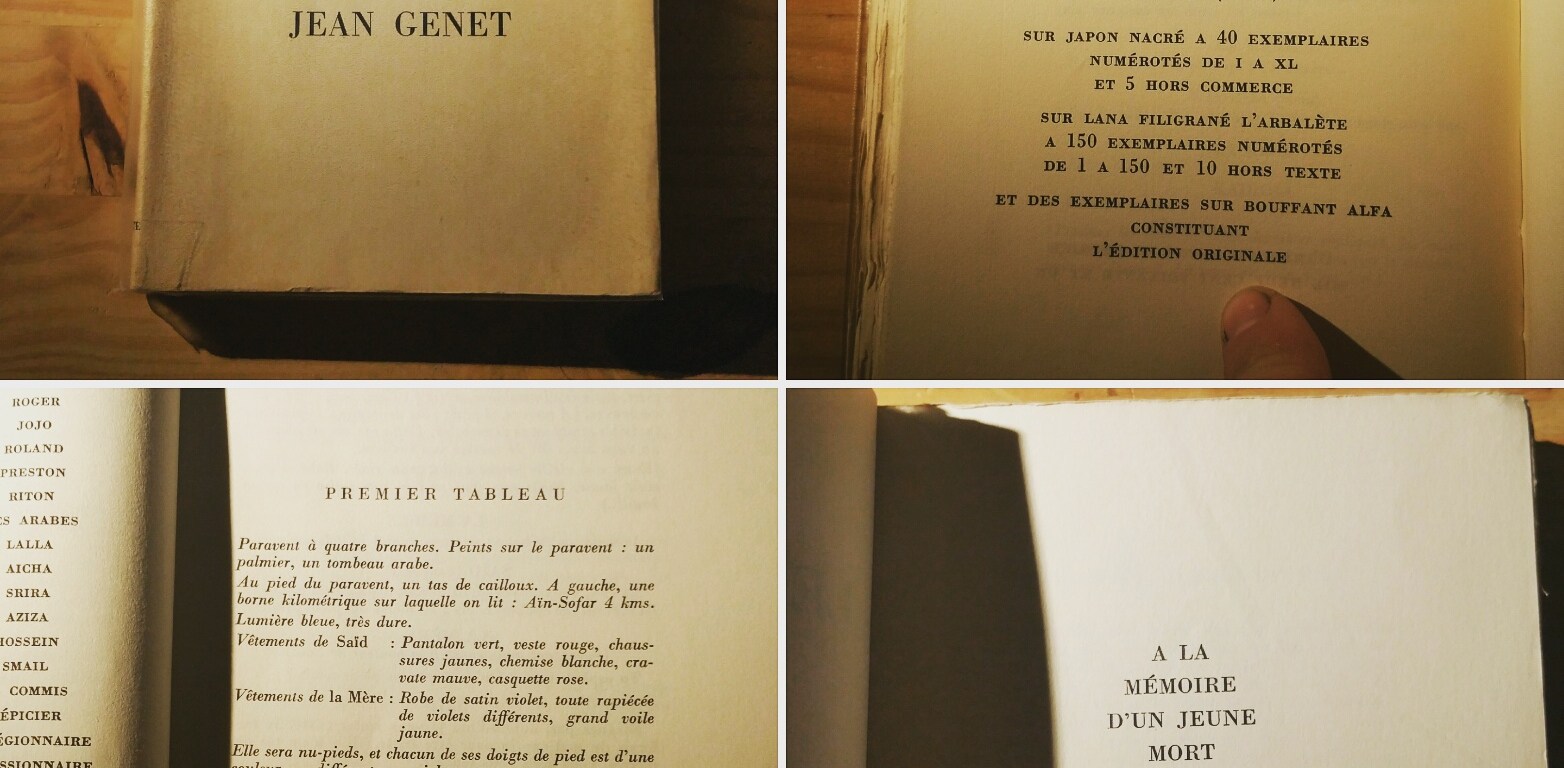 JEAN GENET
SUR JAPON NACRÉ A 40 EXEMPLAIRES
NUMÉROTÉS DE I A XL
ET 5 HORS COMMERCE
SUR LANA FILIGRANÉ L'ARBALÈTE
A 150 EXEMPLAIRES NUMÉROTÉS
DE 1 A 150 ET 10 HORS TEXTE
ET DES EXEMPLAIRES SUR BOUFFANT ALFA
CONSTITUANT
L'ÉDITION ORIGINALE
ROGER
JOJO
ROLAND
PRESTON
RITON
ES ARABES
LALLA
AICHA
SRIRA
AZIZA
HOSSEIN
SMAIL
COMMIS
ÉPICIER
ÉGIONNAIRE
SSIONNAIRE
PREMIER TABLEAU
Paravent à quatre branches. Peints sur le paravent : un
palmier, un tombeau arabe.
Au pied du paravent, un tas de cailloux. A gauche, une
borne kilométrique sur laquelle on lit : Aïn-Sofar 4 kms.
Lumière bleue, très dure.
Vêtements de Saïd : Pantalon vert, veste rouge, chaus-
sures jaunes, chemise blanche, cra-
vate mauve, casquette rose.
Vêtements de la Mère : Robe de satin violet, toute rapiécée
de violets différents, grand voile
jaune.
Elle sera nu-pieds, et chacun de ses doigts de pied est d'une
A LA
MÉMOIRE
D'UN JEUNE
MORT